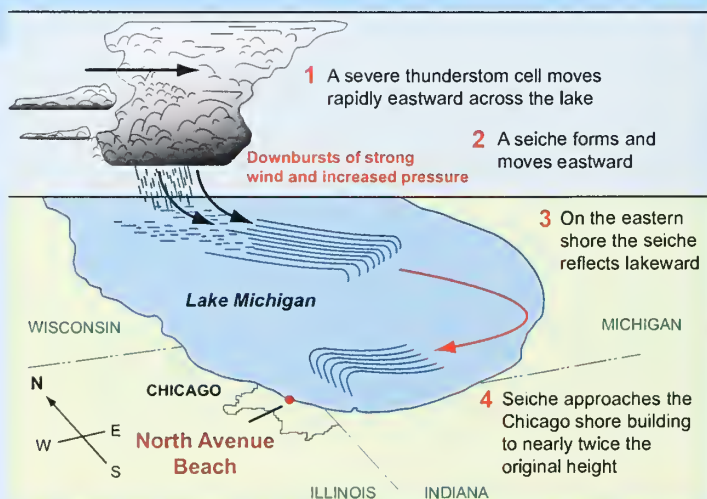 1 A severe thunderstom cell moves
rapidly eastward across the lake
2 A seiche forms and
moves eastward
Downbursts of strong
wind and increased pressure
3 On the eastern
shore the seiche
reflects lakeward
Lake Michigan
WISCONSIN
MICHIGAN
N
CHICAGO
4 Seiche approaches the
Chicago shore building
to nearly twice the
original height
W
E
S
North Avenue
Beach
ILLINOIS
INDIANA